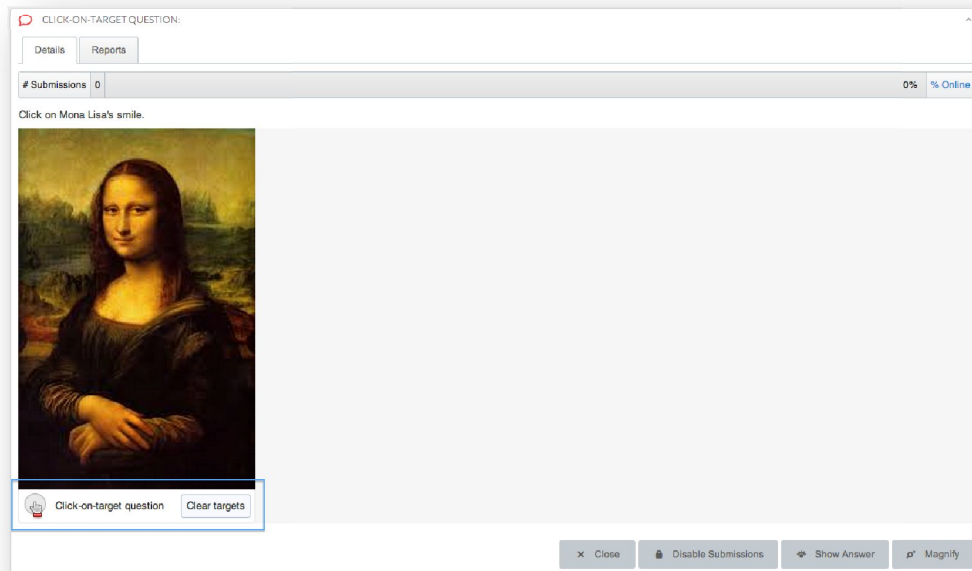 CLICK-ON-TARGET QUESTION:
Details Reports
# Submissions 0 0% % Online
Click on Mona Lisa's smile.
Click-on-target question Clear targets
Close Disable Submissions Show Answer Magnify